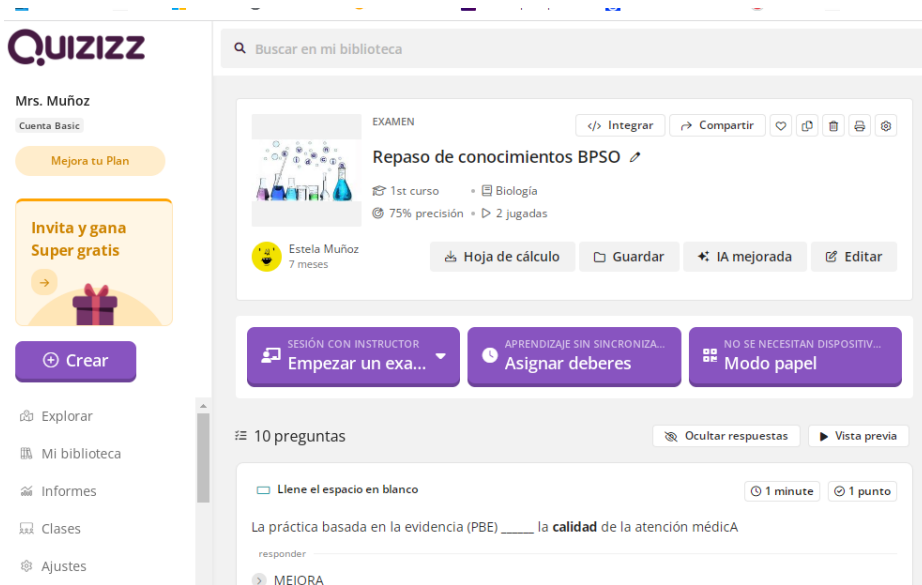 QUIZIZZ
Buscar en mi biblioteca
Mrs. Muñoz
Cuenta Basic
Mejora tu Plan
Invita y gana
Super gratis
Crear
Explorar
Mi biblioteca
Informes
Clases
Ajustes
EXAMEN
</> Integrar
Compartir
Repaso de conocimientos BPSO
1st curso • Biología
75% precisión • 2 jugadas
Estela Muñoz
7 meses
Hoja de cálculo
Guardar
IA mejorada
Editar
SESIÓN CON INSTRUCTOR
Empezar un exa...
APRENDIZAJE SIN SINCRONIZA...
Asignar deberes
NO SE NECESITAN DISPOSITIV...
Modo papel
10 preguntas
Ocultar respuestas
Vista previa
Llene el espacio en blanco
1 minute
1 punto
La práctica basada en la evidencia (PBE) _____ la calidad de la atención médicA
responder
MEJORA